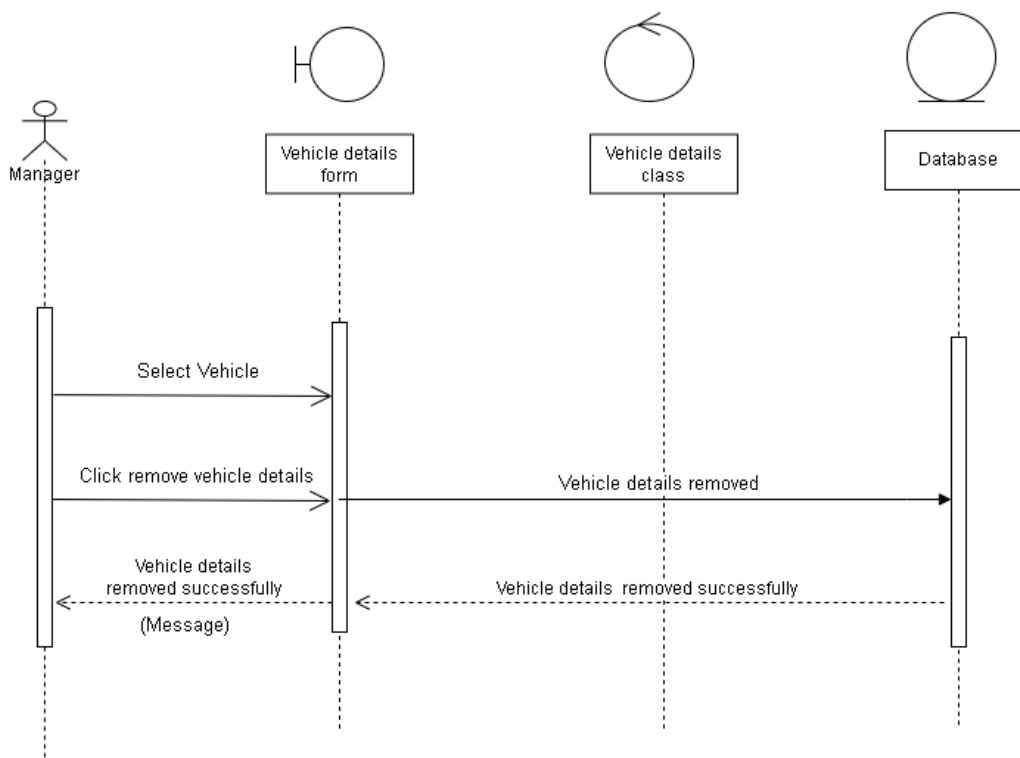 Manager
Vehicle details
form
Vehicle details
class
Database
Select Vehicle
Click remove vehicle details
Vehicle details removed
Vehicle details
removed successfully
(Message)
Vehicle details removed successfully